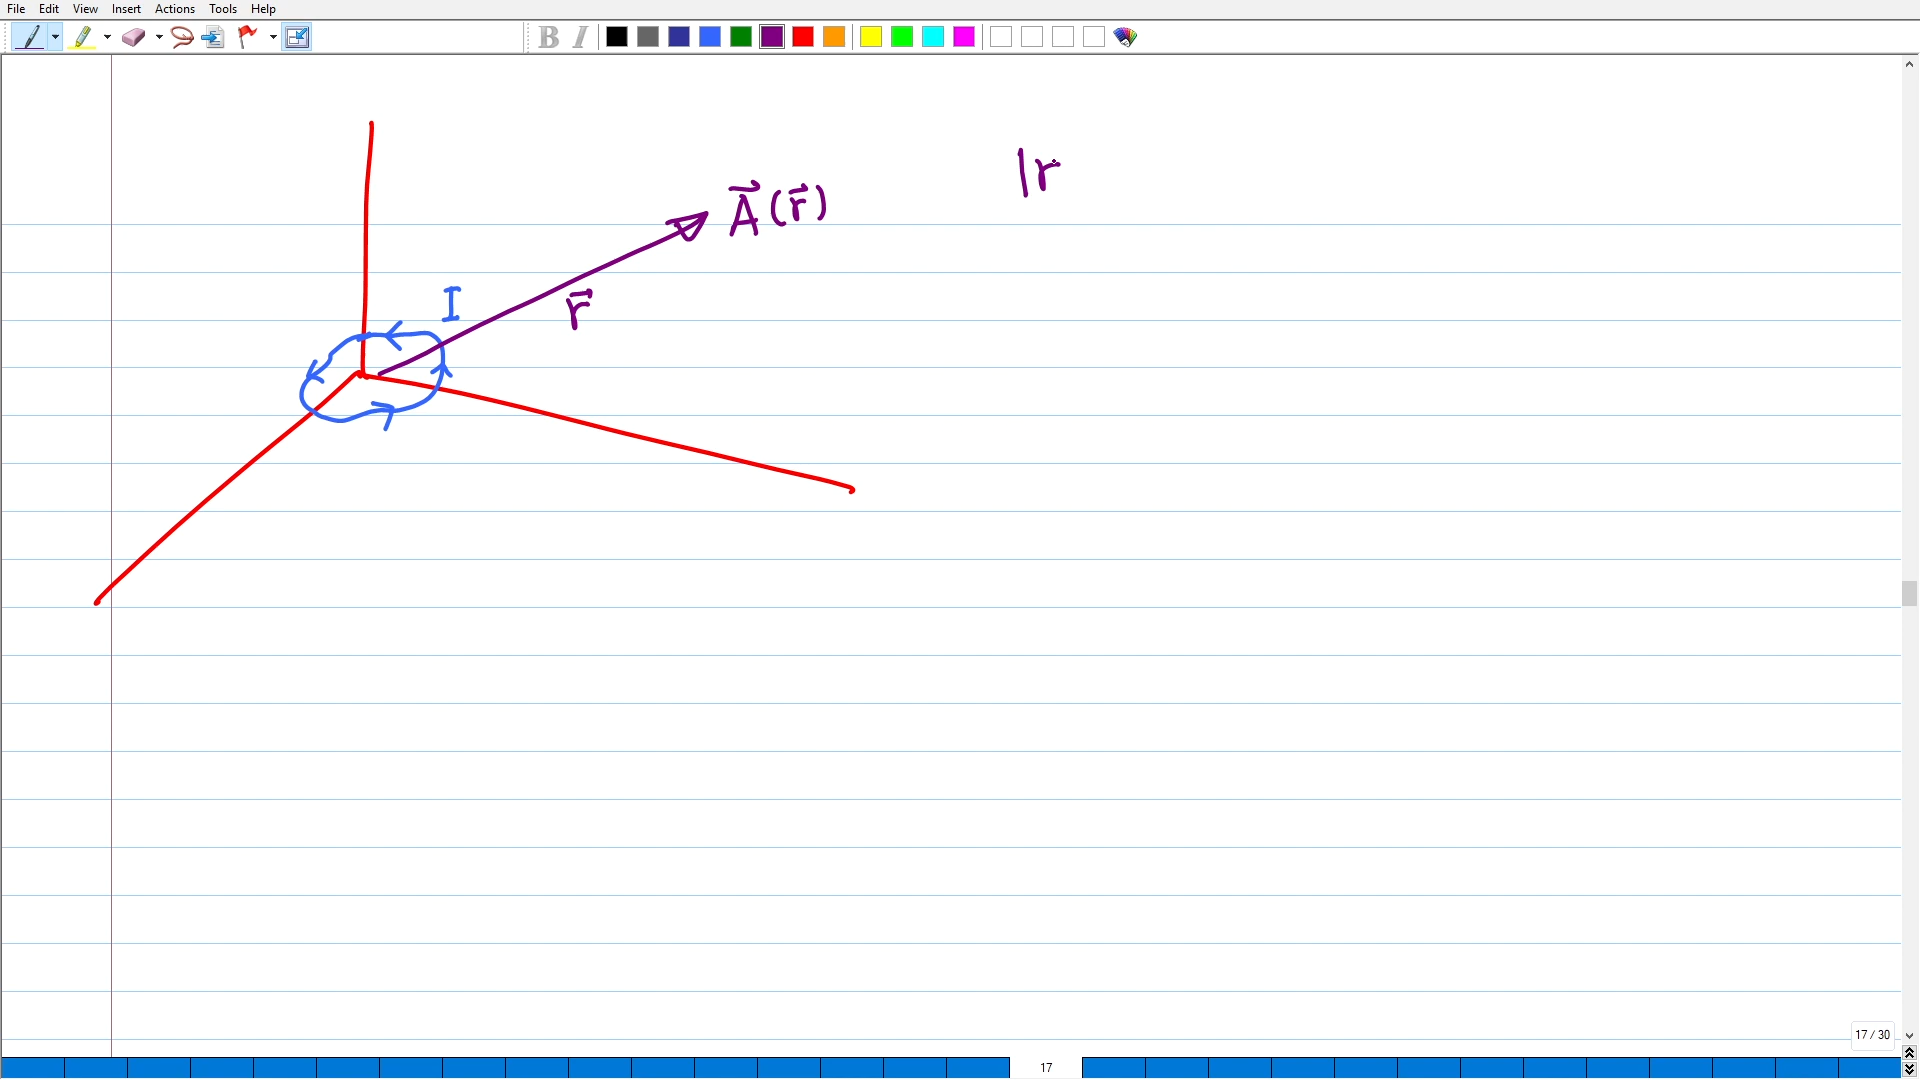 File Edit View Insert Actions Tools Help
B I
|r
A⃗(r⃗)
I
r⃗
17 / 30
17